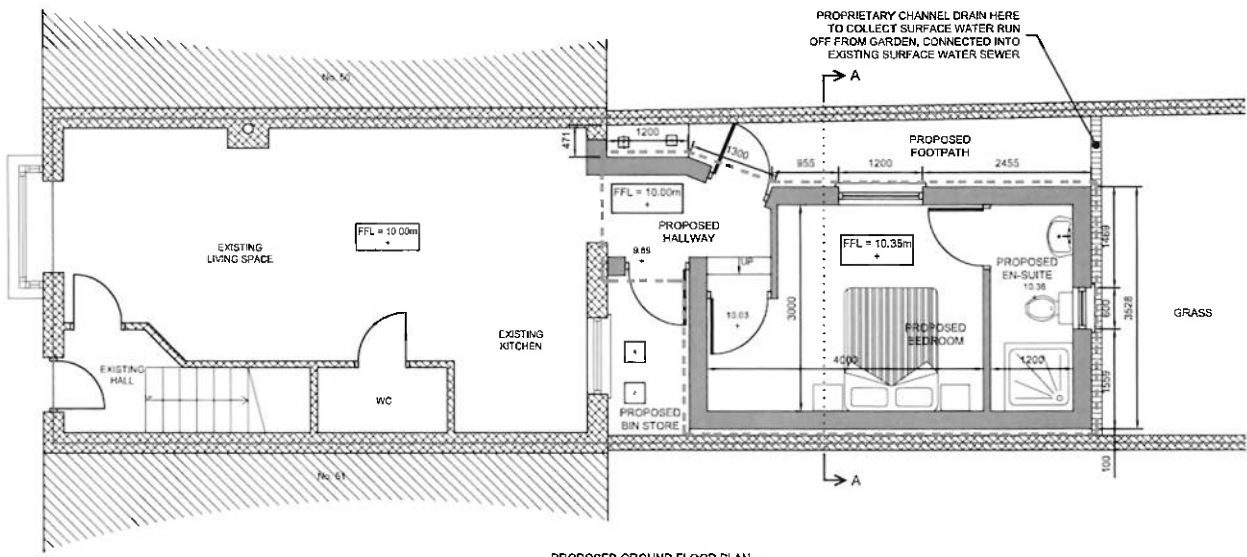 PROPRIETARY CHANNEL DRAIN HERE
TO COLLECT SURFACE WATER RUN
OFF FROM GARDEN, CONNECTED INTO
EXISTING SURFACE WATER SEWER
A
No. 50
471
1200
1300
PROPOSED
FOOTPATH
955
1200
2455
FFL = 10.00m
PROPOSED
HALLWAY
FFL = 10.00m
EXISTING
LIVING SPACE
9.89
UP
FFL = 10.35m
3000
PROPOSED
EN-SUITE
10.36
1469
600
3528
GRASS
10.03
EXISTING
KITCHEN
PROPOSED
BEDROOM
4000
1200
1559
EXISTING
HALL
WC
PROPOSED
BIN STORE
100
No. 61
A
PROPOSED GROUND FLOOR PLAN